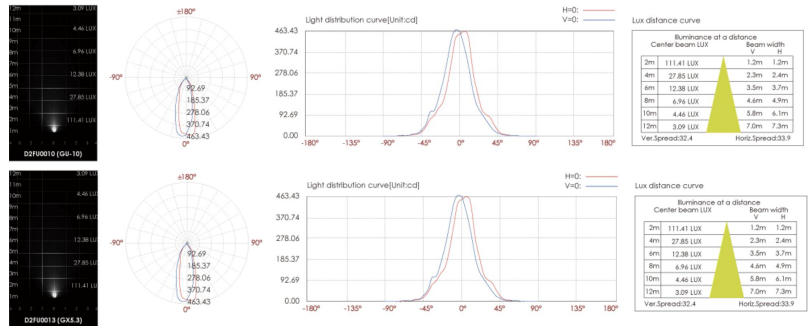 12m 3.09 LUX
11m
10m 4.46 LUX
9m
8m 6.96 LUX
7m
6m 12.38 LUX
5m
4m 27.85 LUX
3m
2m 111.41 LUX
1m
D2FU0010 (GU-10)
±180°
-90° 90°
92.69
185.37
278.06
370.74
463.43
0°
Light distribution curve[Unit:cd]
H=0:
V=0:
463.43
370.74
278.06
185.37
92.69
0.00
-180° -135° -90° -45° 0° 45° 90° 135° 180°
Lux distance curve
Illuminance at a distance
Center beam LUX Beam width
V H
2m 111.41 LUX 1.2m 1.2m
4m 27.85 LUX 2.3m 2.4m
6m 12.38 LUX 3.5m 3.7m
8m 6.96 LUX 4.6m 4.9m
10m 4.46 LUX 5.8m 6.1m
12m 3.09 LUX 7.0m 7.3m
Ver.Spread:32.4 Horiz.Spread:33.9
12m 3.09 LUX
11m
10m 4.46 LUX
9m
8m 6.96 LUX
7m
6m 12.38 LUX
5m
4m 27.85 LUX
3m
2m 111.41 LUX
1m
D2FU0013 (GX5.3)
±180°
-90° 90°
92.69
185.37
278.06
370.74
463.43
0°
Light distribution curve[Unit:cd]
H=0:
V=0:
463.43
370.74
278.06
185.37
92.69
0.00
-180° -135° -90° -45° 0° 45° 90° 135° 180°
Lux distance curve
Illuminance at a distance
Center beam LUX Beam width
V H
2m 111.41 LUX 1.2m 1.2m
4m 27.85 LUX 2.3m 2.4m
6m 12.38 LUX 3.5m 3.7m
8m 6.96 LUX 4.6m 4.9m
10m 4.46 LUX 5.8m 6.1m
12m 3.09 LUX 7.0m 7.3m
Ver.Spread:32.4 Horiz.Spread:33.9